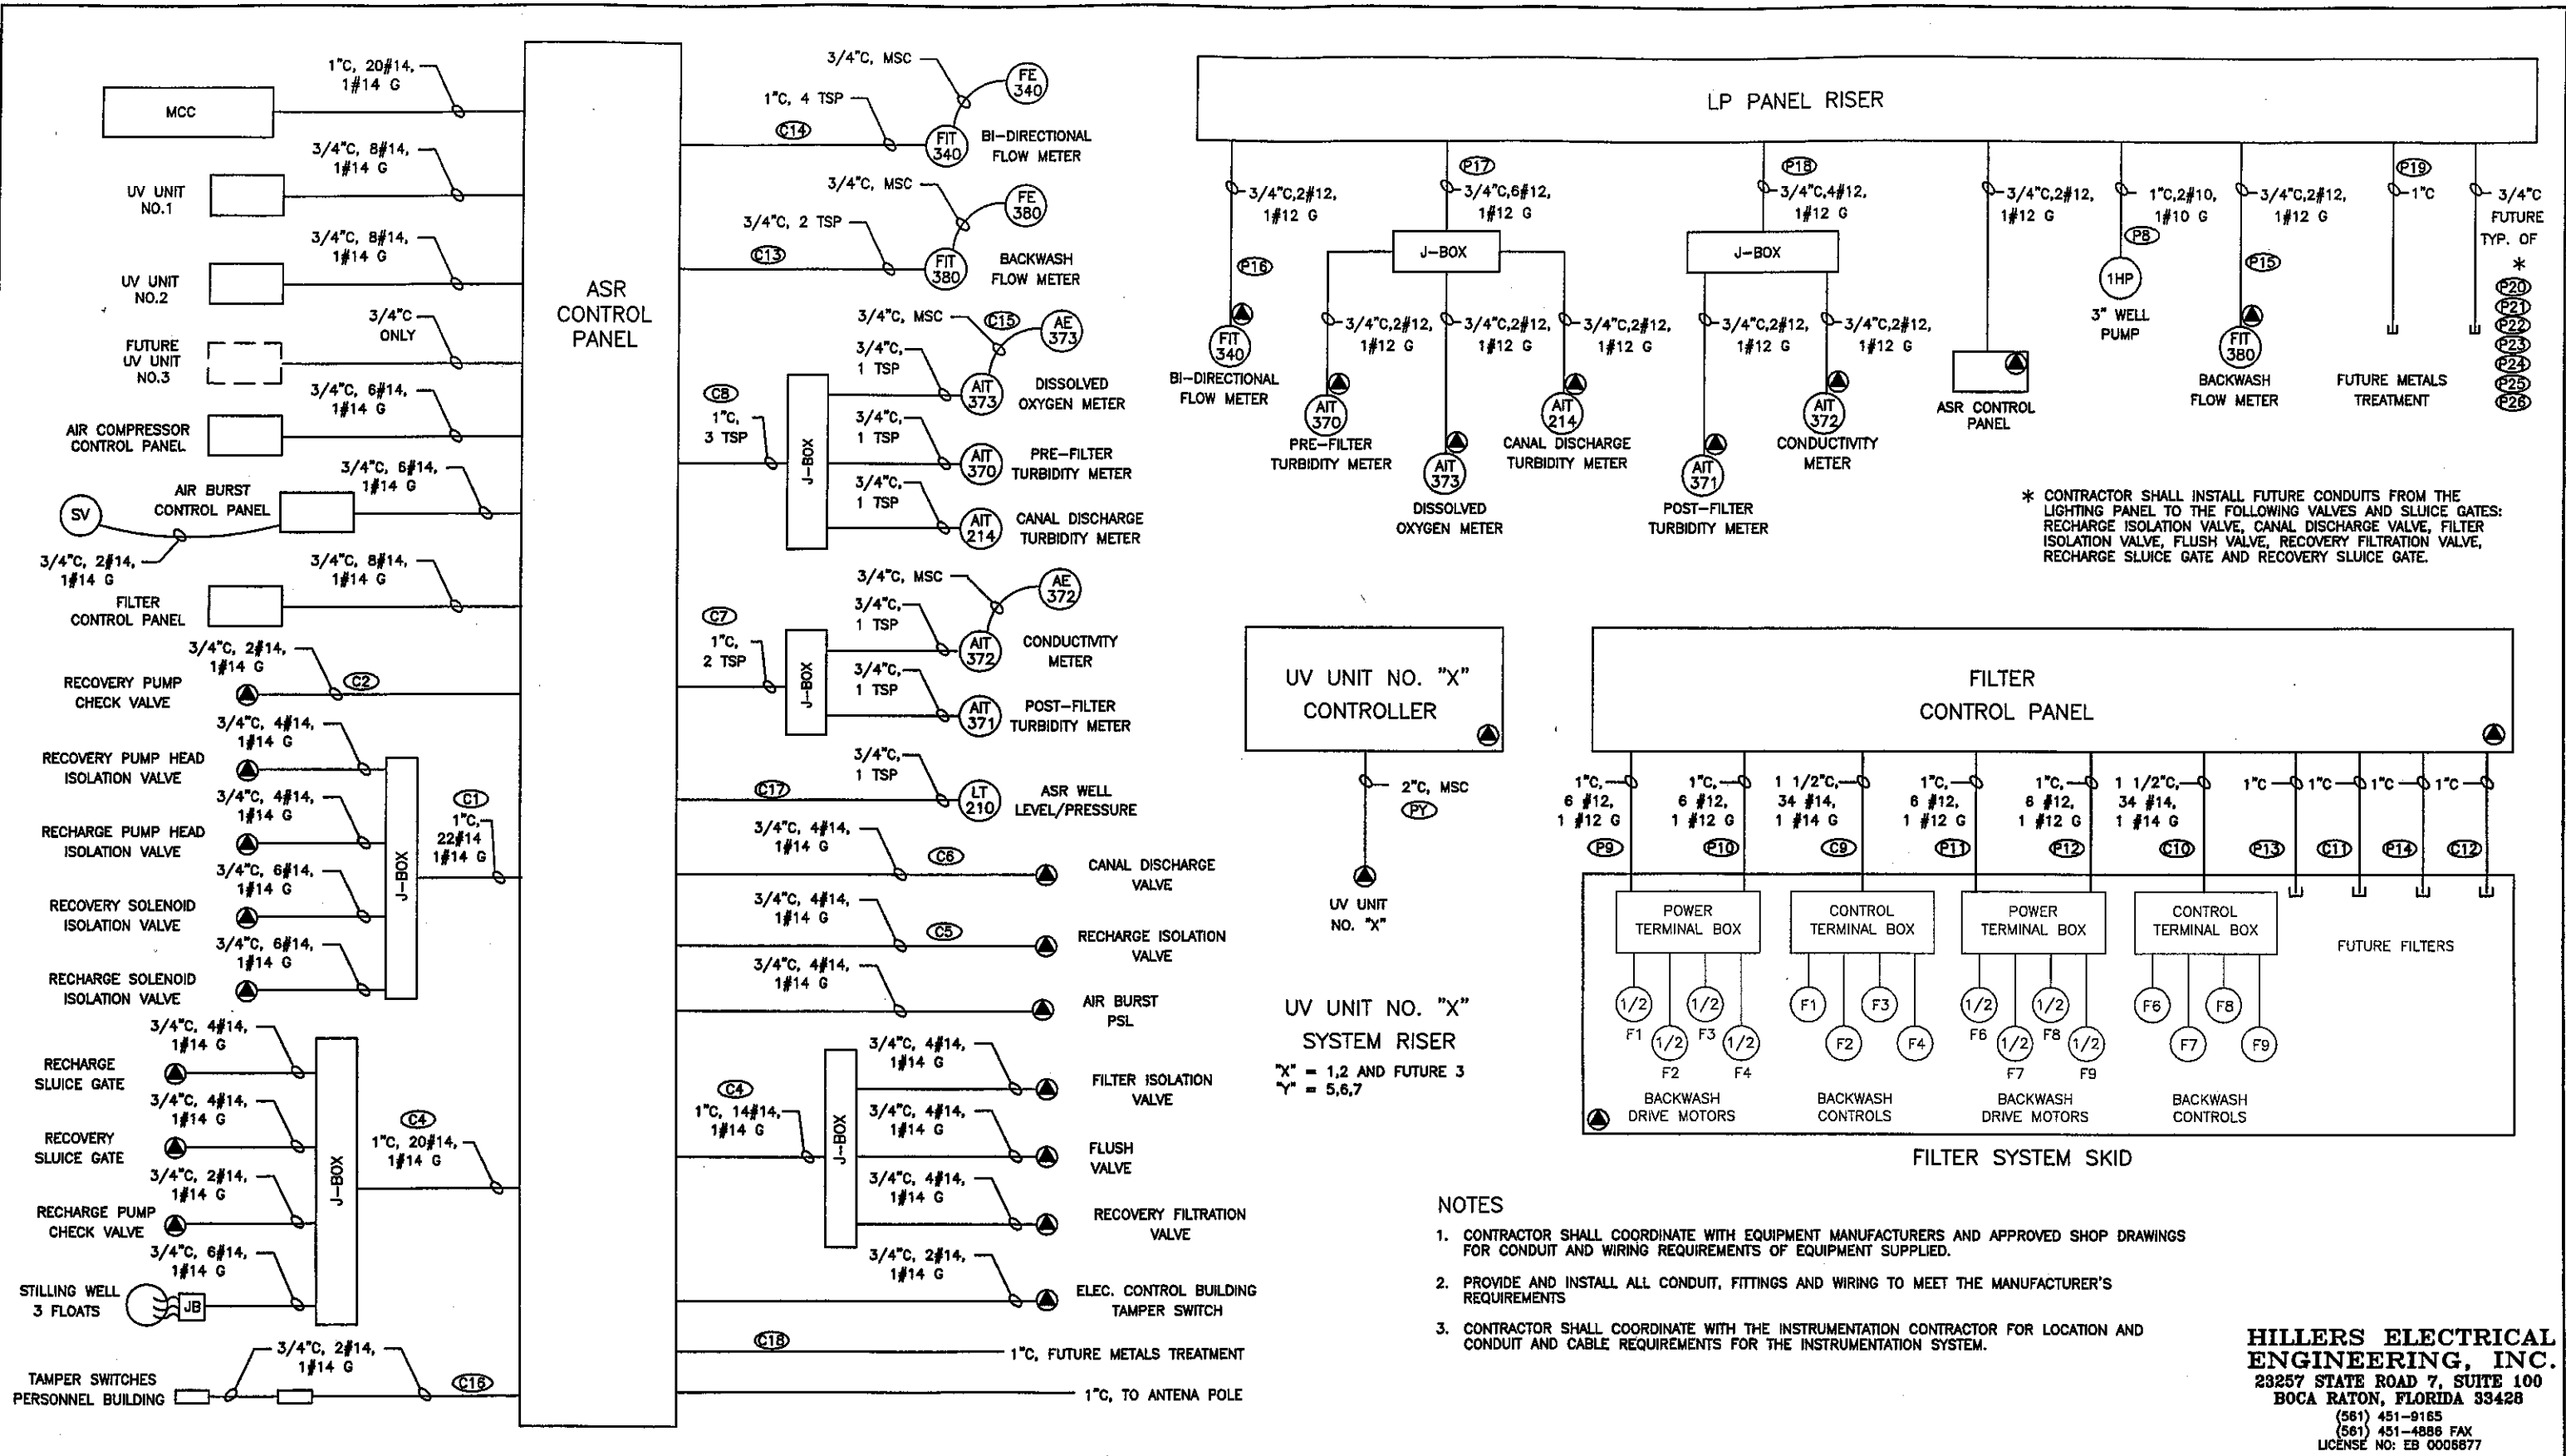 1"C, 20#14,
1#14 G
MCC
3/4"C, 8#14,
1#14 G
UV UNIT
NO.1
3/4"C, 8#14,
1#14 G
UV UNIT
NO.2
3/4"C
ONLY
FUTURE
UV UNIT
NO.3
3/4"C, 6#14,
1#14 G
AIR COMPRESSOR
CONTROL PANEL
3/4"C, 6#14,
1#14 G
AIR BURST
CONTROL PANEL
SV
3/4"C, 2#14,
1#14 G
3/4"C, 8#14,
1#14 G
FILTER
CONTROL PANEL
3/4"C, 2#14,
1#14 G
C2
RECOVERY PUMP
CHECK VALVE
3/4"C, 4#14,
1#14 G
RECOVERY PUMP HEAD
ISOLATION VALVE
3/4"C, 4#14,
1#14 G
RECHARGE PUMP HEAD
ISOLATION VALVE
3/4"C, 6#14,
1#14 G
RECOVERY SOLENOID
ISOLATION VALVE
3/4"C, 6#14,
1#14 G
RECHARGE SOLENOID
ISOLATION VALVE
J-BOX
C1
1"C,
22#14
1#14 G
3/4"C, 4#14,
1#14 G
RECHARGE
SLUICE GATE
3/4"C, 4#14,
1#14 G
RECOVERY
SLUICE GATE
3/4"C, 2#14,
1#14 G
RECHARGE PUMP
CHECK VALVE
3/4"C, 6#14,
1#14 G
STILLING WELL
3 FLOATS
JB
J-BOX
C4
1"C, 20#14,
1#14 G
3/4"C, 2#14,
1#14 G
C16
TAMPER SWITCHES
PERSONNEL BUILDING
ASR
CONTROL
PANEL
3/4"C, MSC
FE
340
1"C, 4 TSP
C14
FIT
340
BI-DIRECTIONAL
FLOW METER
3/4"C, MSC
FE
380
3/4"C, 2 TSP
C13
FIT
380
BACKWASH
FLOW METER
3/4"C, MSC
C15
AE
373
3/4"C,
1 TSP
AIT
373
DISSOLVED
OXYGEN METER
C8
1"C,
3 TSP
J-BOX
3/4"C,
1 TSP
AIT
370
PRE-FILTER
TURBIDITY METER
3/4"C,
1 TSP
AIT
214
CANAL DISCHARGE
TURBIDITY METER
3/4"C, MSC
AE
372
C7
1"C,
2 TSP
J-BOX
3/4"C,
1 TSP
AIT
372
CONDUCTIVITY
METER
3/4"C,
1 TSP
AIT
371
POST-FILTER
TURBIDITY METER
3/4"C,
1 TSP
C17
LT
210
ASR WELL
LEVEL/PRESSURE
3/4"C, 4#14,
1#14 G
C6
CANAL DISCHARGE
VALVE
3/4"C, 4#14,
1#14 G
C5
RECHARGE ISOLATION
VALVE
3/4"C, 4#14,
1#14 G
AIR BURST
PSL
C4
1"C, 14#14,
1#14 G
J-BOX
3/4"C, 4#14,
1#14 G
FILTER ISOLATION
VALVE
3/4"C, 4#14,
1#14 G
FLUSH
VALVE
3/4"C, 4#14,
1#14 G
RECOVERY FILTRATION
VALVE
3/4"C, 2#14,
1#14 G
ELEC. CONTROL BUILDING
TAMPER SWITCH
C18
1"C, FUTURE METALS TREATMENT
1"C, TO ANTENA POLE
LP PANEL RISER
3/4"C,2#12,
1#12 G
P16
FIT
340
BI-DIRECTIONAL
FLOW METER
P17
3/4"C,6#12,
1#12 G
J-BOX
3/4"C,2#12,
1#12 G
AIT
370
PRE-FILTER
TURBIDITY METER
3/4"C,2#12,
1#12 G
AIT
373
DISSOLVED
OXYGEN METER
3/4"C,2#12,
1#12 G
AIT
214
CANAL DISCHARGE
TURBIDITY METER
P18
3/4"C,4#12,
1#12 G
J-BOX
3/4"C,2#12,
1#12 G
AIT
371
POST-FILTER
TURBIDITY METER
3/4"C,2#12,
1#12 G
AIT
372
CONDUCTIVITY
METER
3/4"C,2#12,
1#12 G
ASR CONTROL
PANEL
1"C,2#10,
1#10 G
P8
1HP
3" WELL
PUMP
3/4"C,2#12,
1#12 G
P15
FIT
380
BACKWASH
FLOW METER
P19
1"C
FUTURE METALS
TREATMENT
3/4"C
FUTURE
TYP. OF
*
P20
P21
P22
P23
P24
P25
P26
* CONTRACTOR SHALL INSTALL FUTURE CONDUITS FROM THE
LIGHTING PANEL TO THE FOLLOWING VALVES AND SLUICE GATES:
RECHARGE ISOLATION VALVE, CANAL DISCHARGE VALVE, FILTER
ISOLATION VALVE, FLUSH VALVE, RECOVERY FILTRATION VALVE,
RECHARGE SLUICE GATE AND RECOVERY SLUICE GATE.
UV UNIT NO. "X"
CONTROLLER
2"C, MSC
PY
UV UNIT
NO. "X"
UV UNIT NO. "X"
SYSTEM RISER
"X" = 1,2 AND FUTURE 3
"Y" = 5,6,7
FILTER
CONTROL PANEL
1"C,
6 #12,
1 #12 G
P9
1"C,
6 #12,
1 #12 G
P10
1 1/2"C,
34 #14,
1 #14 G
C9
1"C,
6 #12,
1 #12 G
P11
1"C,
6 #12,
1 #12 G
P12
1 1/2"C,
34 #14,
1 #14 G
C10
1"C
P13
1"C
C11
1"C
P14
1"C
C12
POWER
TERMINAL BOX
CONTROL
TERMINAL BOX
POWER
TERMINAL BOX
CONTROL
TERMINAL BOX
FUTURE FILTERS
1/2
F1
1/2
F2
1/2
F3
1/2
F4
F1
F2
F3
F4
1/2
F6
1/2
F7
1/2
F8
1/2
F9
F6
F7
F8
F9
BACKWASH
DRIVE MOTORS
BACKWASH
CONTROLS
BACKWASH
DRIVE MOTORS
BACKWASH
CONTROLS
FILTER SYSTEM SKID
NOTES
1. CONTRACTOR SHALL COORDINATE WITH EQUIPMENT MANUFACTURERS AND APPROVED SHOP DRAWINGS
FOR CONDUIT AND WIRING REQUIREMENTS OF EQUIPMENT SUPPLIED.
2. PROVIDE AND INSTALL ALL CONDUIT, FITTINGS AND WIRING TO MEET THE MANUFACTURER'S
REQUIREMENTS
3. CONTRACTOR SHALL COORDINATE WITH THE INSTRUMENTATION CONTRACTOR FOR LOCATION AND
CONDUIT AND CABLE REQUIREMENTS FOR THE INSTRUMENTATION SYSTEM.
HILLERS ELECTRICAL
ENGINEERING, INC.
23257 STATE ROAD 7, SUITE 100
BOCA RATON, FLORIDA 33428
(561) 451-9165
(561) 451-4886 FAX
LICENSE NO: EB 0006877